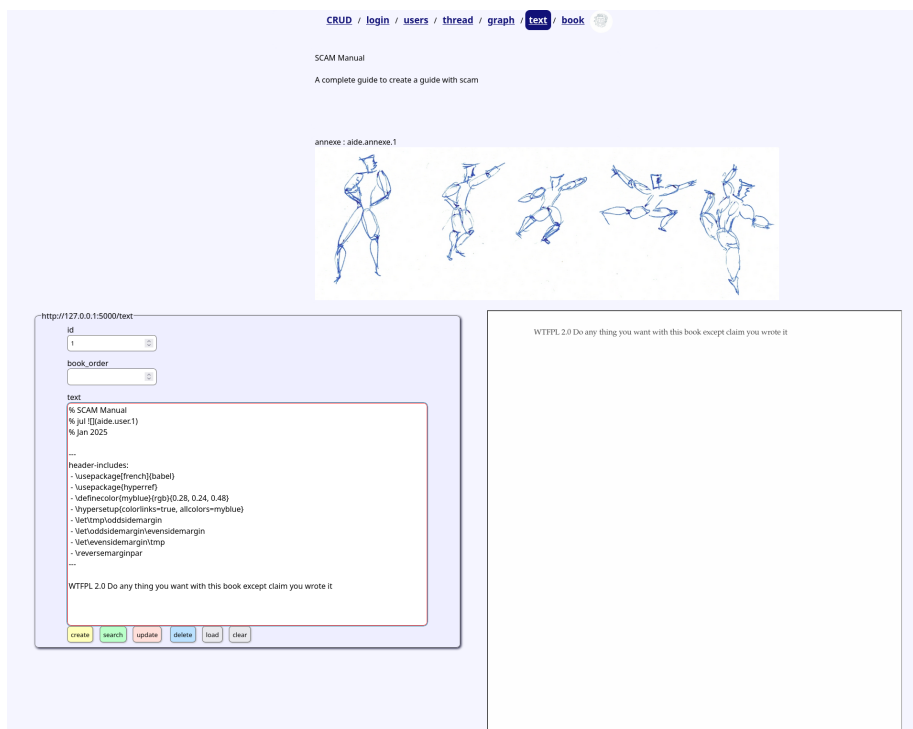 CRUD / login / users / thread / graph / text / book
SCAM Manual
A complete guide to create a guide with scam
annexe : aide.annexe.1
http://127.0.0.1:5000/text
id
1
book_order
text
% SCAM Manual
% jul ![](aide.user.1)
% Jan 2025
---
header-includes:
- \usepackage[french]{babel}
- \usepackage{hyperref}
- \definecolor{myblue}{rgb}{0.28, 0.24, 0.48}
- \hypersetup{colorlinks=true, allcolors=myblue}
- \let\tmp\oddsidemargin
- \let\oddsidemargin\evensidemargin
- \let\evensidemargin\tmp
- \reversemarginpar
---
WTFPL 2.0 Do any thing you want with this book except claim you wrote it
create search update delete load clear
WTFPL 2.0 Do any thing you want with this book except claim you wrote it